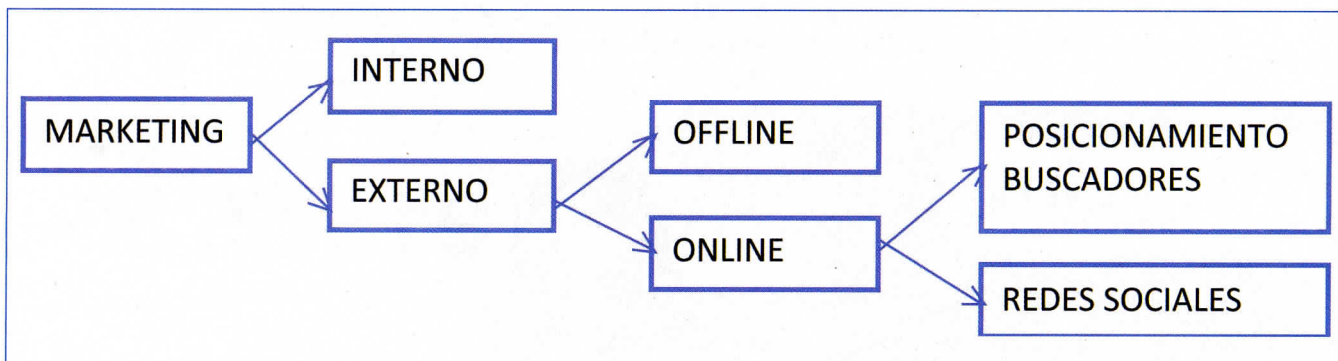 MARKETING
INTERNO
EXTERNO
OFFLINE
ONLINE
POSICIONAMIENTO
BUSCADORES
REDES SOCIALES